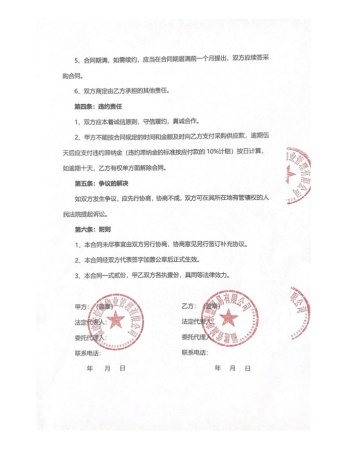 5、合同期满，如需续约，应当在合同期届满前一个月提出，双方应续签采
购合同。
6、双方商定由乙方承担的其他责任。
第四条：违约责任
1、双方应本着诚信原则，守信履约，真诚合作。
2、甲方不能按合同规定的时间和金额及时向乙方支付采购供应款，逾期伍
天后应支付违约滞纳金（违约滞纳金的标准按应付款的10%计赔）按日计算，
如逾期十天，乙方有权单方面解除合同。
第五条：争议的解决
如双方发生争议，应先行协商，协商不成，双方可在其所在地有管辖权的人
民法院提起诉讼。
第六条：附则
1、本合同未尽事宜由双方另行协商，协商意见另行签订补充协议。
2、本合同经双方代表签字加盖公章后正式生效。
3、本合同一式贰份，甲乙双方各执壹份，具同等法律效力。
甲方：（盖章） 乙方：（盖章）
法定代表人： 法定代表人：
委托代理人： 委托代理人：
联系电话： 联系电话：
年 月 日 年 月 日